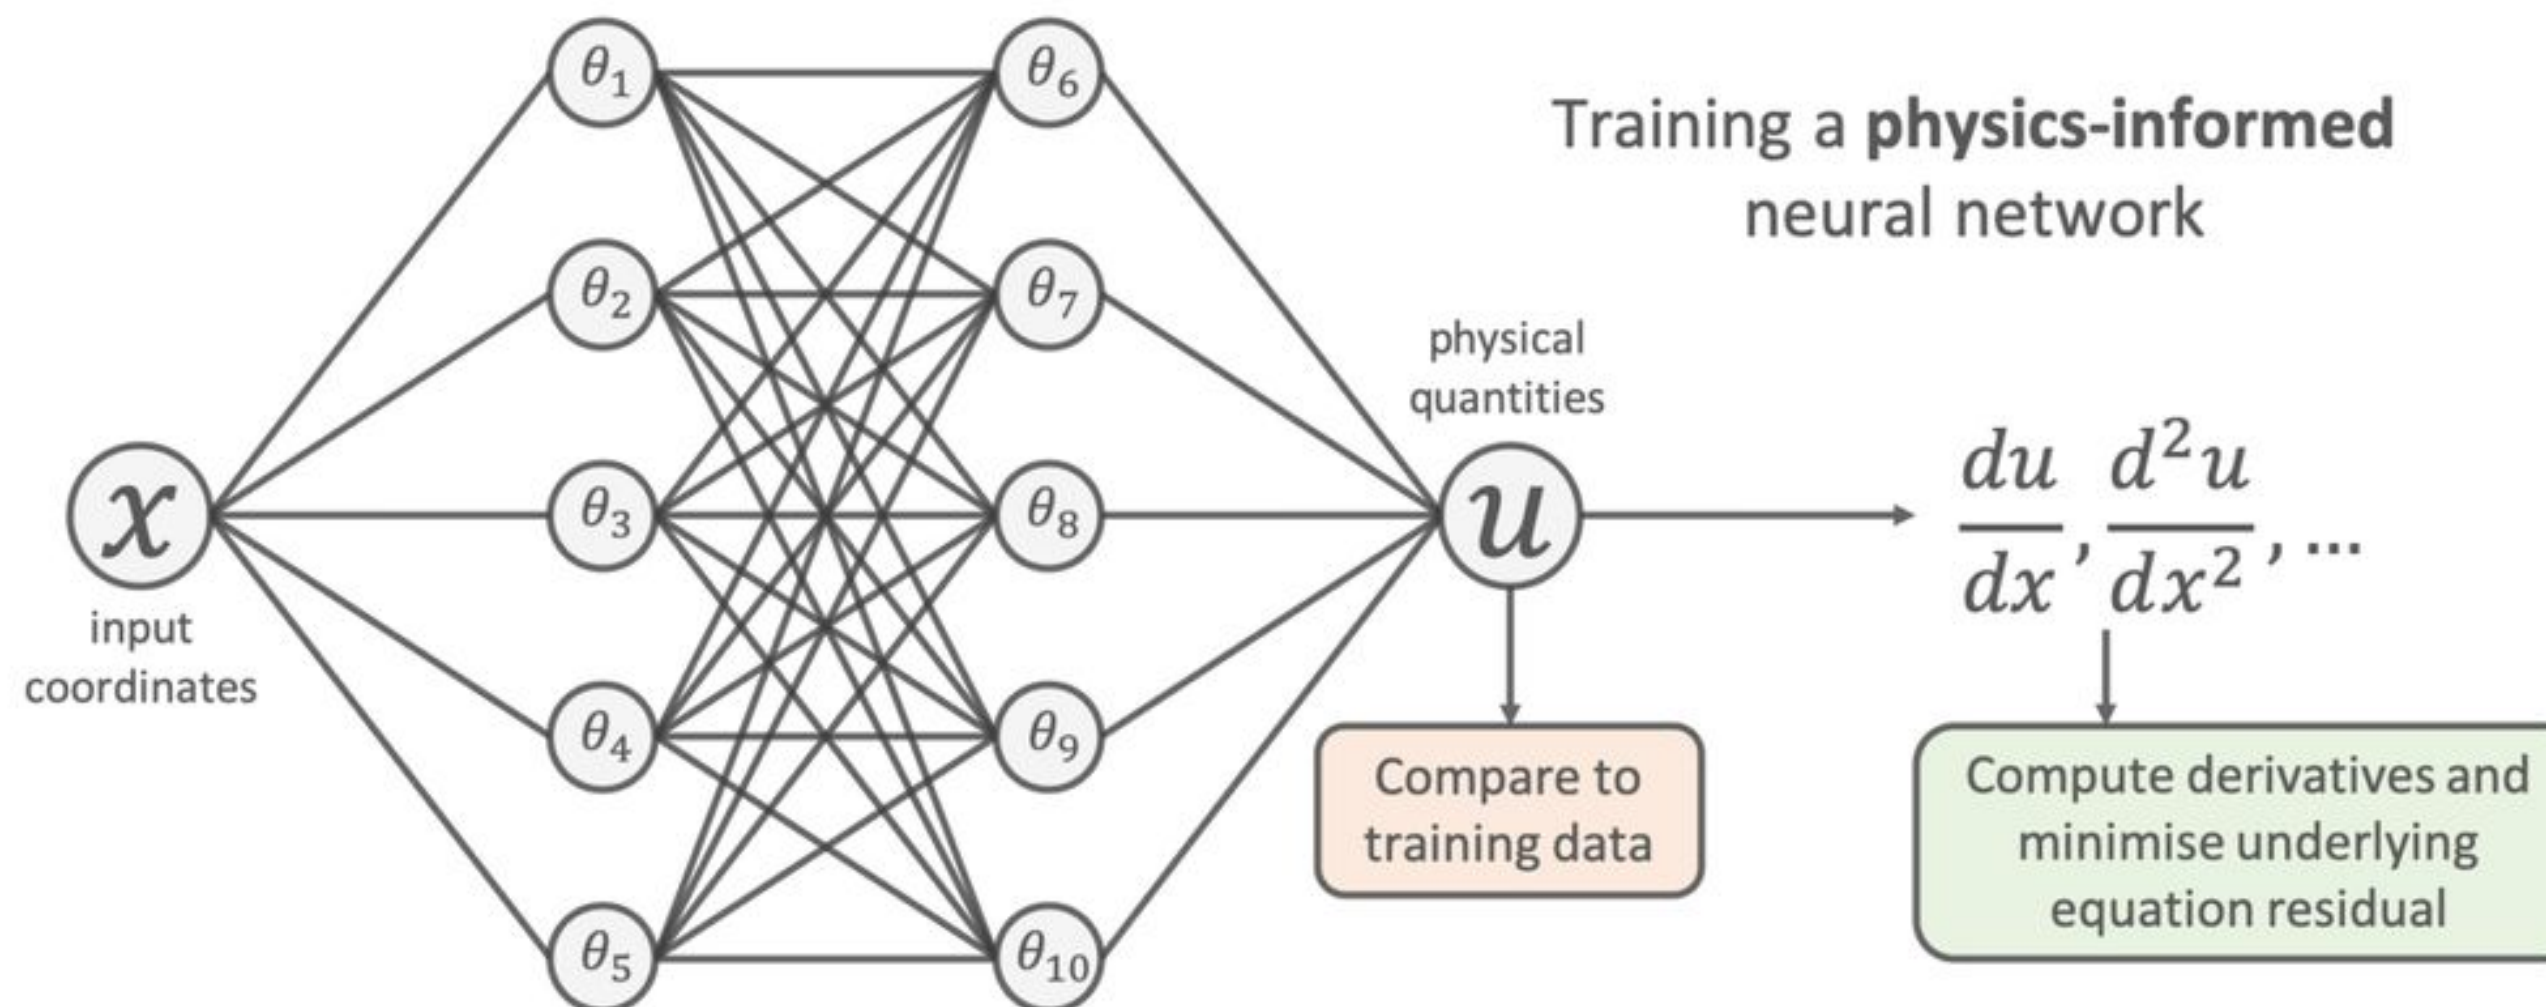 Training a physics-informed
neural network
x
input
coordinates
θ₁
θ₂
θ₃
θ₄
θ₅
θ₆
θ₇
θ₈
θ₉
θ₁₀
physical
quantities
u
du/dx, d²u/dx², ...
Compare to
training data
Compute derivatives and
minimise underlying
equation residual